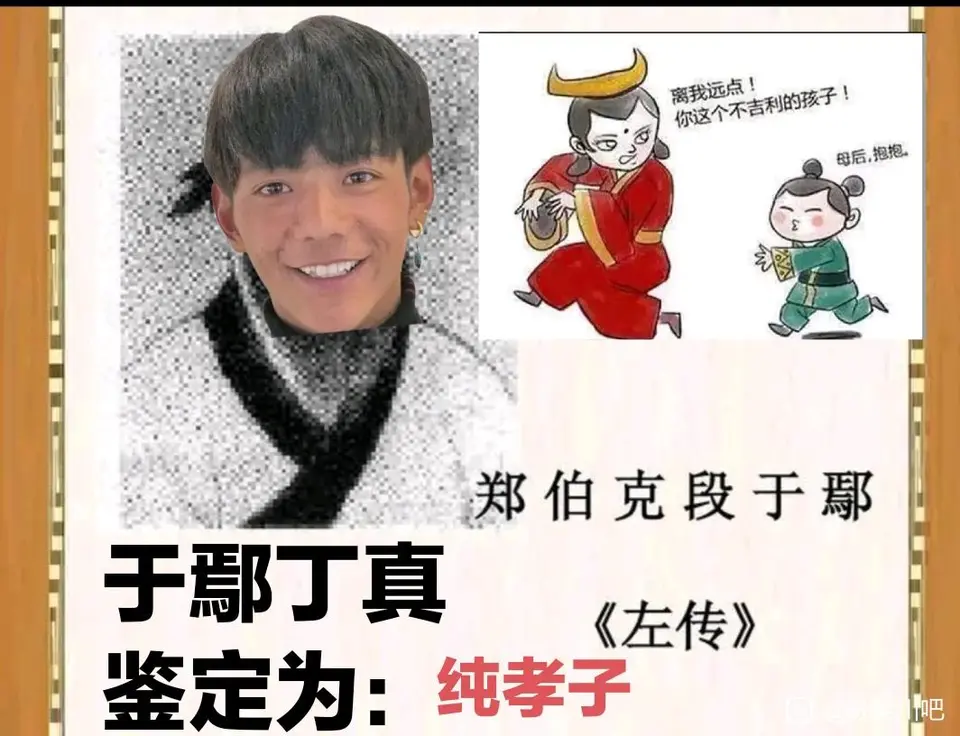 离我远点！
你这个不吉利的孩子！
母后，抱抱。
郑伯克段于鄢
《左传》
于鄢丁真
鉴定为：纯孝子